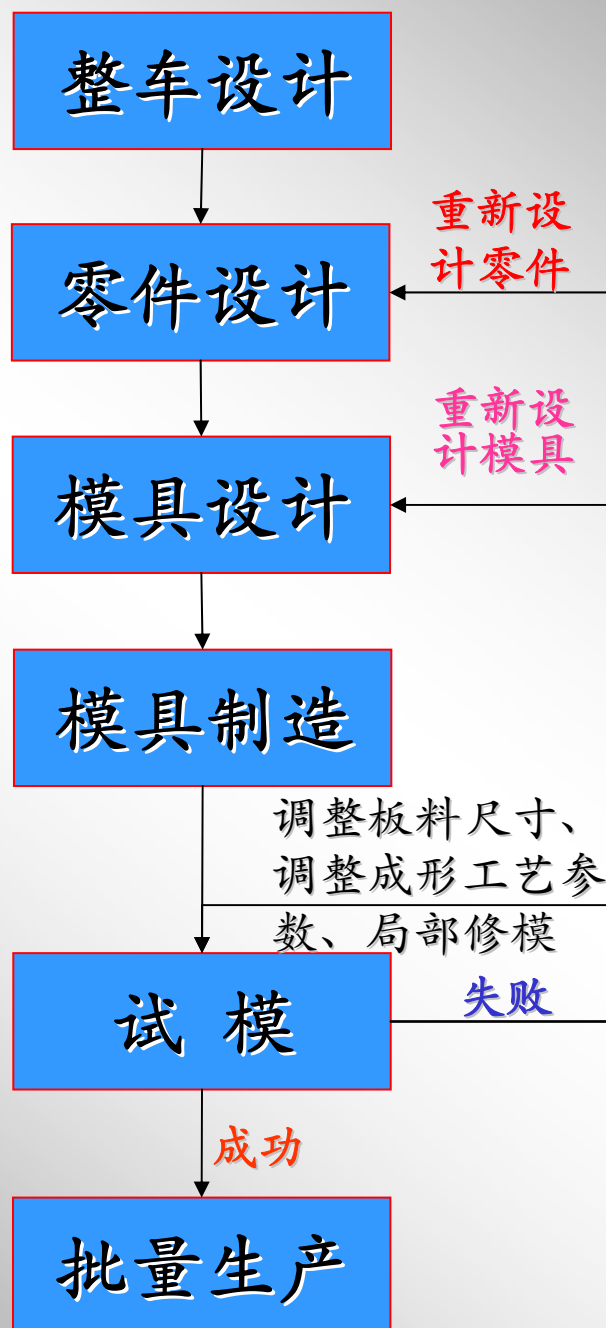 整车设计
重新设
计零件
零件设计
重新设
计模具
模具设计
模具制造
调整板料尺寸、
调整成形工艺参
数、局部修模
试 模
失败
成功
批量生产